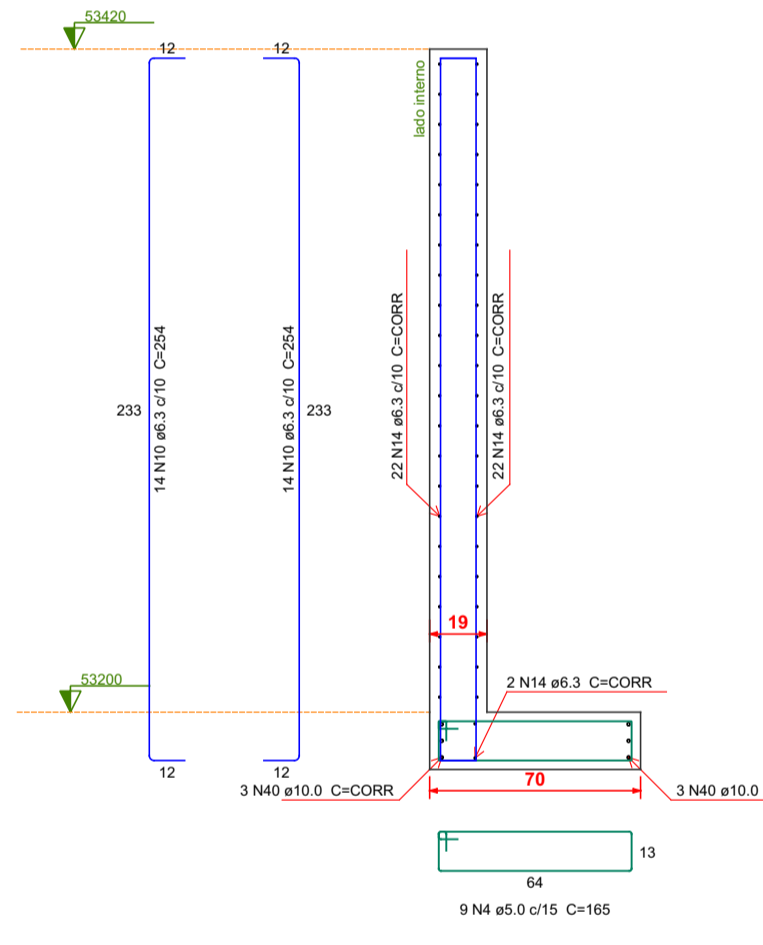 53420
12
12
lado interno
14 N10 ø6.3 c/10 C=254
233
14 N10 ø6.3 c/10 C=254
233
22 N14 ø6.3 c/10 C=CORR
22 N14 ø6.3 c/10 C=CORR
19
53200
2 N14 ø6.3 C=CORR
12
12
3 N40 ø10.0 C=CORR
70
3 N40 ø10.0
13
64
9 N4 ø5.0 c/15 C=165